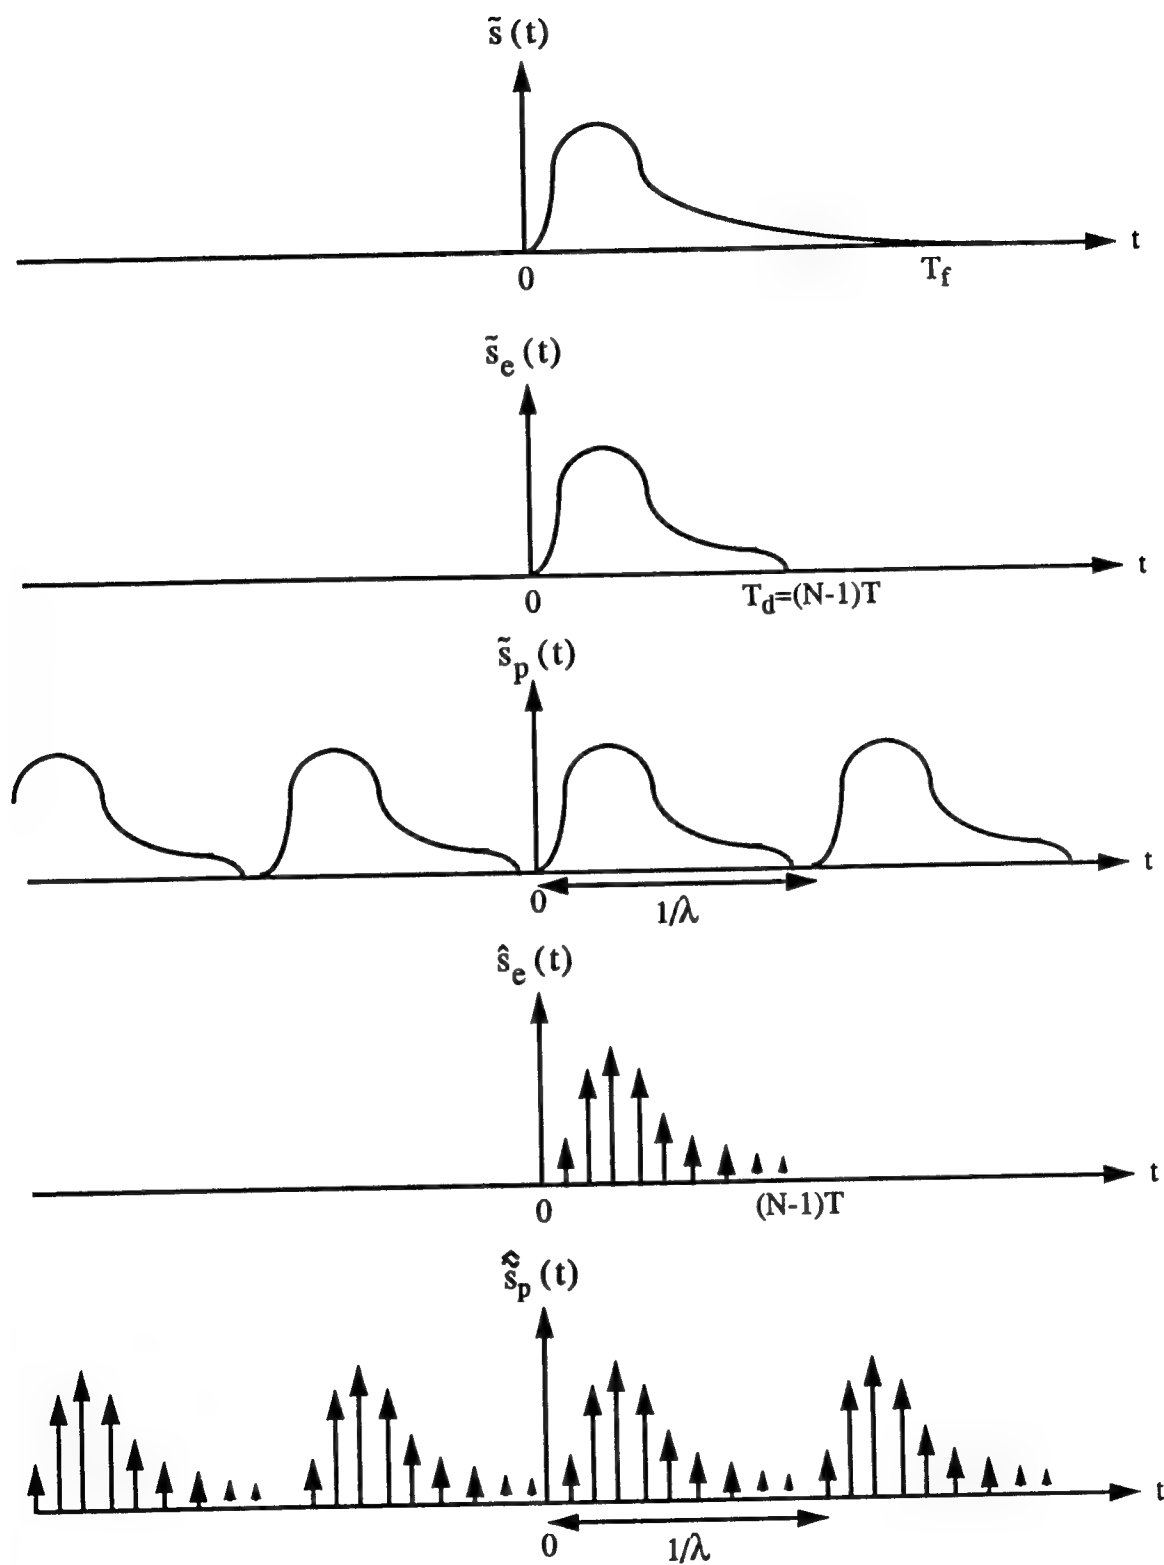 s̃ (t)
t
0
T_f
s̃_e (t)
t
0
T_d=(N-1)T
s̃_p (t)
t
0
1/λ
ŝ_e (t)
t
0
(N-1)T
s̃̂_p (t)
t
0
1/λ